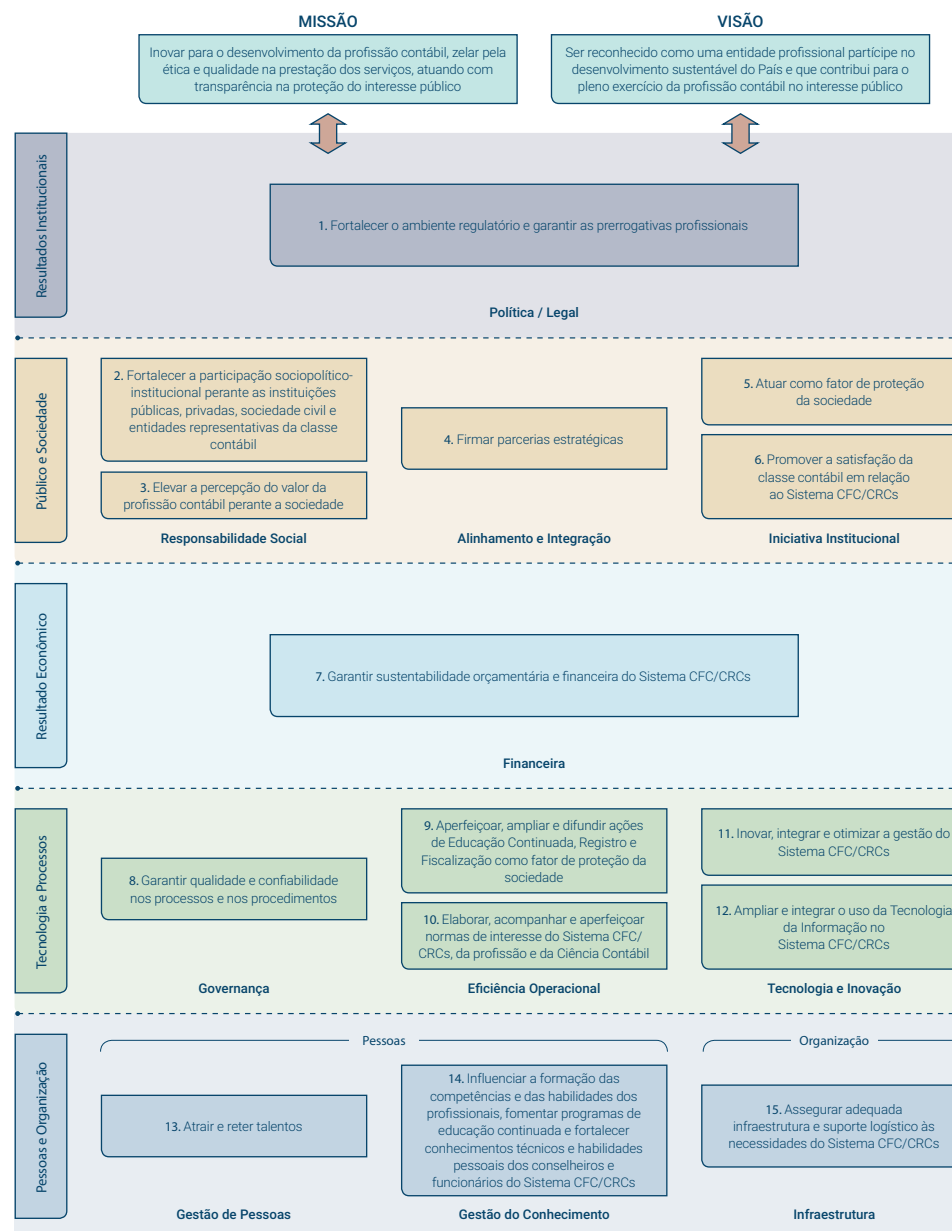 MISSÃO
Inovar para o desenvolvimento da profissão contábil, zelar pela
ética e qualidade na prestação dos serviços, atuando com
transparência na proteção do interesse público
VISÃO
Ser reconhecido como uma entidade profissional partícipe no
desenvolvimento sustentável do País e que contribui para o
pleno exercício da profissão contábil no interesse público
Resultados Institucionais
1. Fortalecer o ambiente regulatório e garantir as prerrogativas profissionais
Política / Legal
Público e Sociedade
2. Fortalecer a participação sociopolítico-
institucional perante as instituições
públicas, privadas, sociedade civil e
entidades representativas da classe
contábil
3. Elevar a percepção do valor da
profissão contábil perante a sociedade
Responsabilidade Social
4. Firmar parcerias estratégicas
Alinhamento e Integração
5. Atuar como fator de proteção
da sociedade
6. Promover a satisfação da
classe contábil em relação
ao Sistema CFC/CRCs
Iniciativa Institucional
Resultado Econômico
7. Garantir sustentabilidade orçamentária e financeira do Sistema CFC/CRCs
Financeira
Tecnologia e Processos
8. Garantir qualidade e confiabilidade
nos processos e nos procedimentos
Governança
9. Aperfeiçoar, ampliar e difundir ações
de Educação Continuada, Registro e
Fiscalização como fator de proteção da
sociedade
10. Elaborar, acompanhar e aperfeiçoar
normas de interesse do Sistema CFC/
CRCs, da profissão e da Ciência Contábil
Eficiência Operacional
11. Inovar, integrar e otimizar a gestão do
Sistema CFC/CRCs
12. Ampliar e integrar o uso da Tecnologia
da Informação no
Sistema CFC/CRCs
Tecnologia e Inovação
Pessoas e Organização
Pessoas
13. Atrair e reter talentos
Gestão de Pessoas
14. Influenciar a formação das
competências e das habilidades dos
profissionais, fomentar programas de
educação continuada e fortalecer
conhecimentos técnicos e habilidades
pessoais dos conselheiros e
funcionários do Sistema CFC/CRCs
Gestão do Conhecimento
Organização
15. Assegurar adequada
infraestrutura e suporte logístico às
necessidades do Sistema CFC/CRCs
Infraestrutura